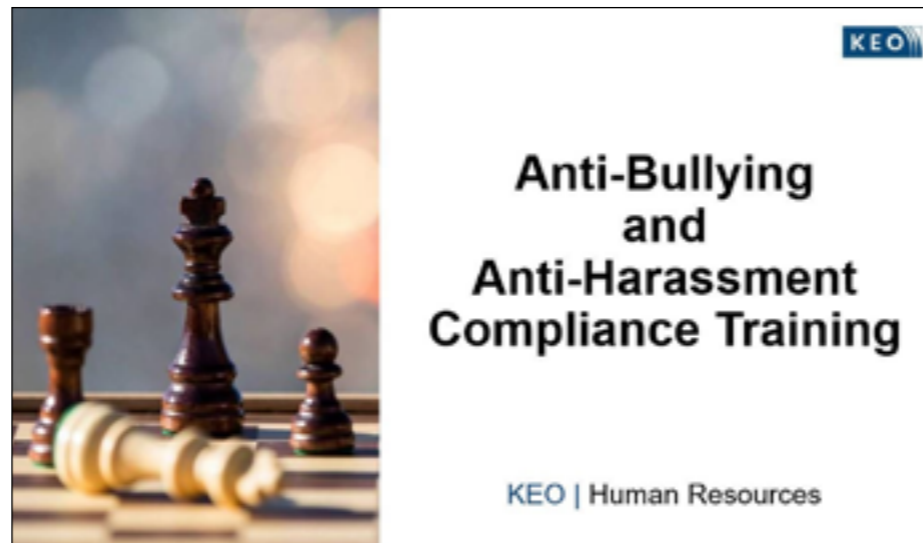 KEO
Anti-Bullying
and
Anti-Harassment
Compliance Training
KEO | Human Resources